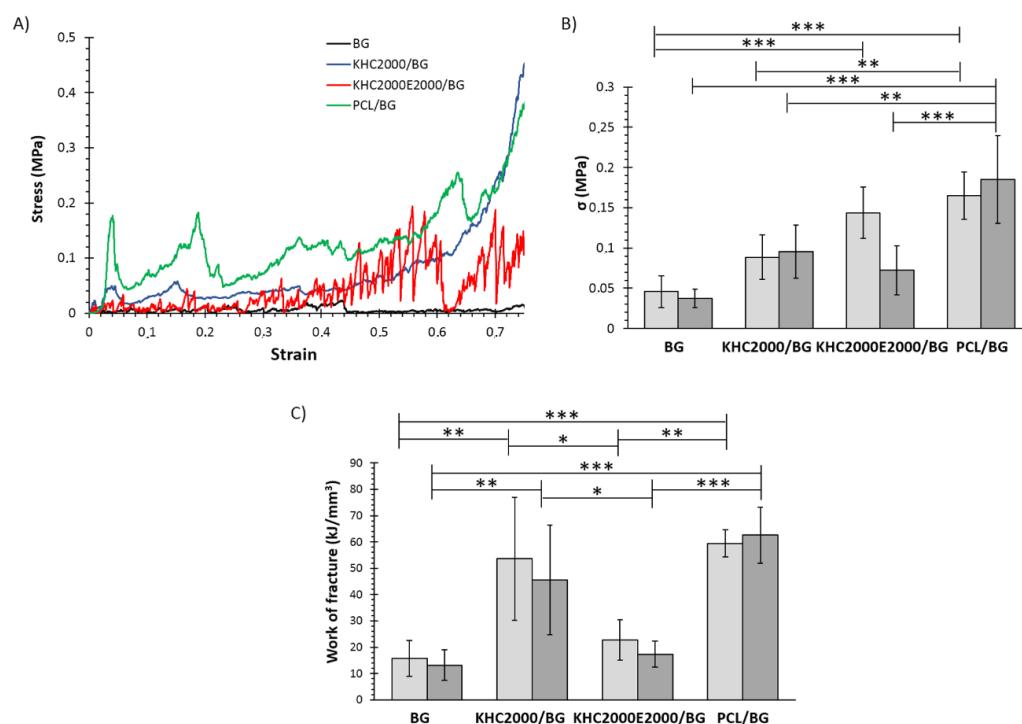 A)
Stress (MPa)
0,5
0,4
0,3
0,2
0,1
0
0
0,1
0,2
0,3
0,4
0,5
0,6
0,7
Strain
BG
KHC2000/BG
KHC2000E2000/BG
PCL/BG
B)
***
***
**
***
**
***
σ (MPa)
0.3
0,25
0.2
0.15
0.1
0.05
0
BG
KHC2000/BG
KHC2000E2000/BG
PCL/BG
C)
***
**
*
**
***
**
*
***
Work of fracture (kJ/mm³)
90
80
70
60
50
40
30
20
10
0
BG
KHC2000/BG
KHC2000E2000/BG
PCL/BG